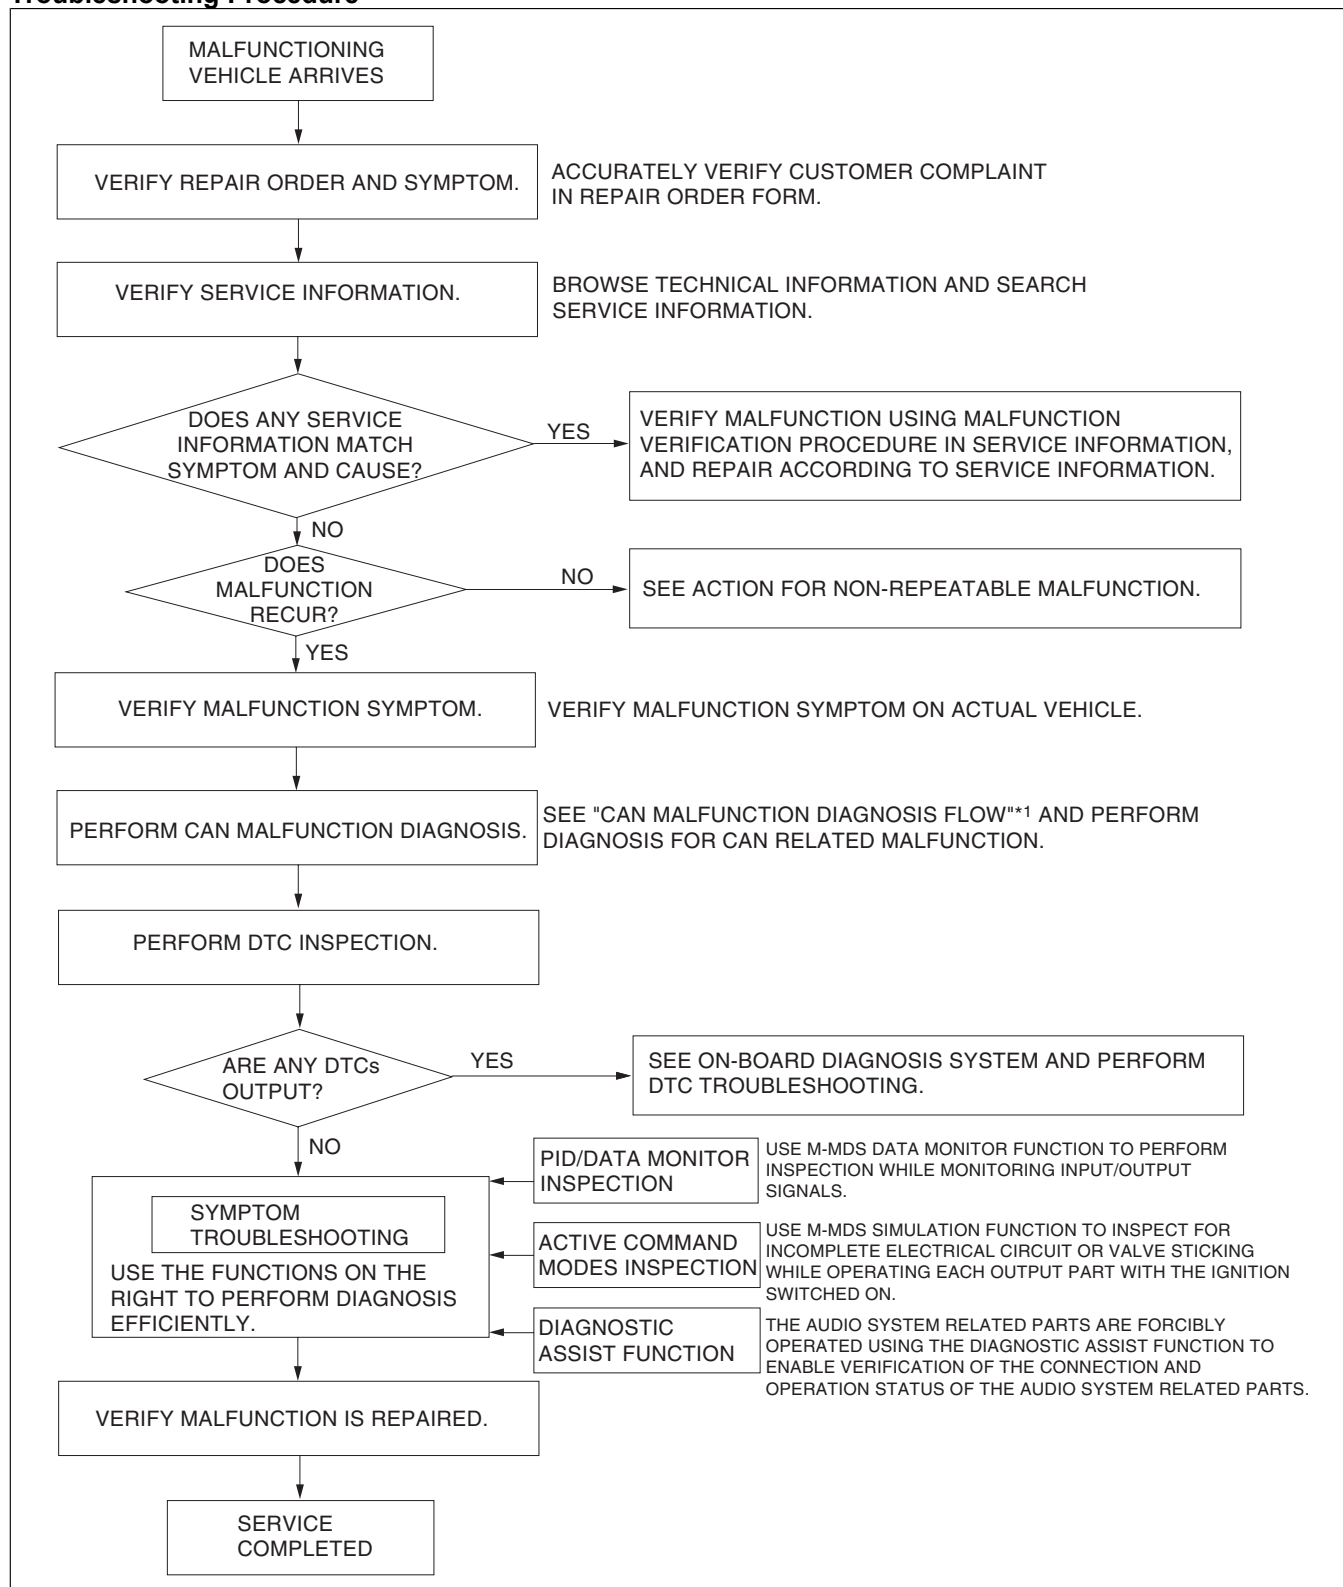 Troubleshooting Procedure
MALFUNCTIONING
VEHICLE ARRIVES
VERIFY REPAIR ORDER AND SYMPTOM.
ACCURATELY VERIFY CUSTOMER COMPLAINT
IN REPAIR ORDER FORM.
VERIFY SERVICE INFORMATION.
BROWSE TECHNICAL INFORMATION AND SEARCH
SERVICE INFORMATION.
DOES ANY SERVICE
INFORMATION MATCH
SYMPTOM AND CAUSE?
YES
VERIFY MALFUNCTION USING MALFUNCTION
VERIFICATION PROCEDURE IN SERVICE INFORMATION,
AND REPAIR ACCORDING TO SERVICE INFORMATION.
NO
DOES
MALFUNCTION
RECUR?
NO
SEE ACTION FOR NON-REPEATABLE MALFUNCTION.
YES
VERIFY MALFUNCTION SYMPTOM.
VERIFY MALFUNCTION SYMPTOM ON ACTUAL VEHICLE.
PERFORM CAN MALFUNCTION DIAGNOSIS.
SEE "CAN MALFUNCTION DIAGNOSIS FLOW"*1 AND PERFORM
DIAGNOSIS FOR CAN RELATED MALFUNCTION.
PERFORM DTC INSPECTION.
ARE ANY DTCs
OUTPUT?
YES
SEE ON-BOARD DIAGNOSIS SYSTEM AND PERFORM
DTC TROUBLESHOOTING.
NO
SYMPTOM
TROUBLESHOOTING
USE THE FUNCTIONS ON THE
RIGHT TO PERFORM DIAGNOSIS
EFFICIENTLY.
PID/DATA MONITOR
INSPECTION
USE M-MDS DATA MONITOR FUNCTION TO PERFORM
INSPECTION WHILE MONITORING INPUT/OUTPUT
SIGNALS.
ACTIVE COMMAND
MODES INSPECTION
USE M-MDS SIMULATION FUNCTION TO INSPECT FOR
INCOMPLETE ELECTRICAL CIRCUIT OR VALVE STICKING
WHILE OPERATING EACH OUTPUT PART WITH THE IGNITION
SWITCHED ON.
DIAGNOSTIC
ASSIST FUNCTION
THE AUDIO SYSTEM RELATED PARTS ARE FORCIBLY
OPERATED USING THE DIAGNOSTIC ASSIST FUNCTION TO
ENABLE VERIFICATION OF THE CONNECTION AND
OPERATION STATUS OF THE AUDIO SYSTEM RELATED PARTS.
VERIFY MALFUNCTION IS REPAIRED.
SERVICE
COMPLETED